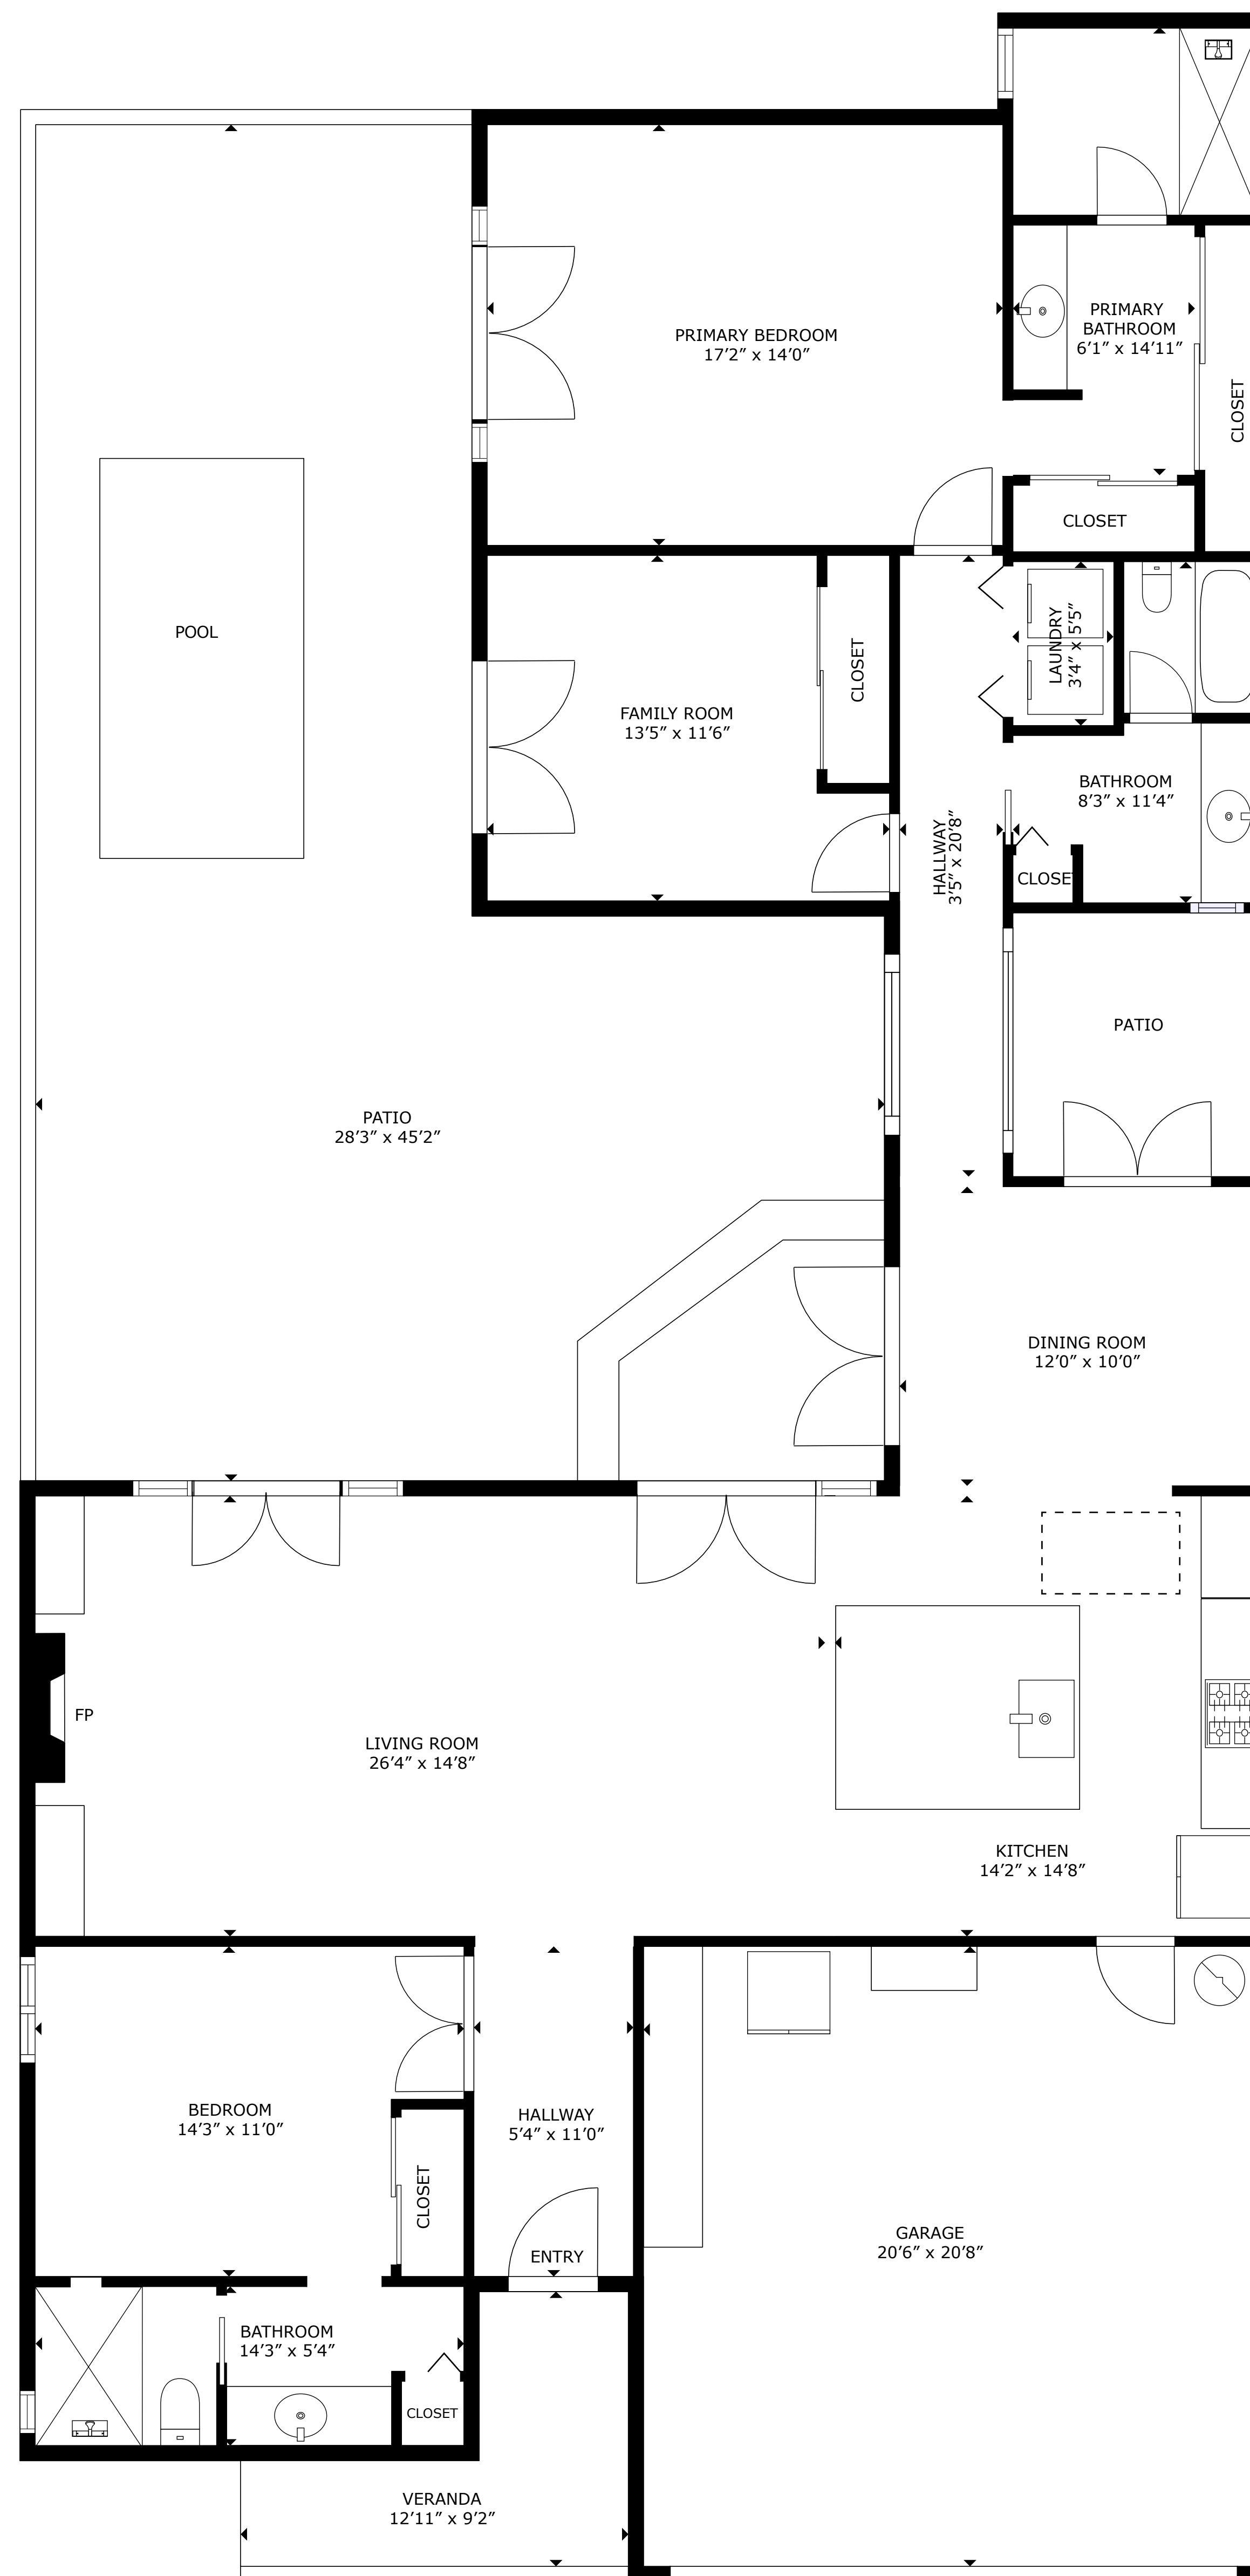 PRIMARY BEDROOM
17'2" x 14'0"
PRIMARY
BATHROOM
6'1" x 14'11"
CLOSET
CLOSET
POOL
LAUNDRY
3'4" x 5'5"
CLOSET
FAMILY ROOM
13'5" x 11'6"
BATHROOM
8'3" x 11'4"
HALLWAY
3'5" x 20'8"
CLOSE
PATIO
PATIO
28'3" x 45'2"
DINING ROOM
12'0" x 10'0"
FP
LIVING ROOM
26'4" x 14'8"
KITCHEN
14'2" x 14'8"
BEDROOM
14'3" x 11'0"
HALLWAY
5'4" x 11'0"
CLOSET
GARAGE
20'6" x 20'8"
ENTRY
BATHROOM
14'3" x 5'4"
CLOSET
VERANDA
12'11" x 9'2"